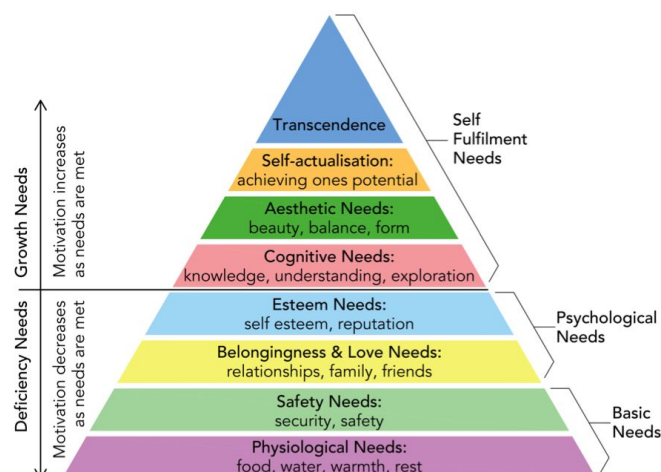 Transcendence
Self-actualisation:
achieving ones potential
Aesthetic Needs:
beauty, balance, form
Cognitive Needs:
knowledge, understanding, exploration
Esteem Needs:
self esteem, reputation
Belongingness & Love Needs:
relationships, family, friends
Safety Needs:
security, safety
Physiological Needs:
food, water, warmth, rest
Growth Needs
Motivation increases
as needs are met
Deficiency Needs
Motivation decreases
as needs are met
Self
Fulfilment
Needs
Psychological
Needs
Basic
Needs